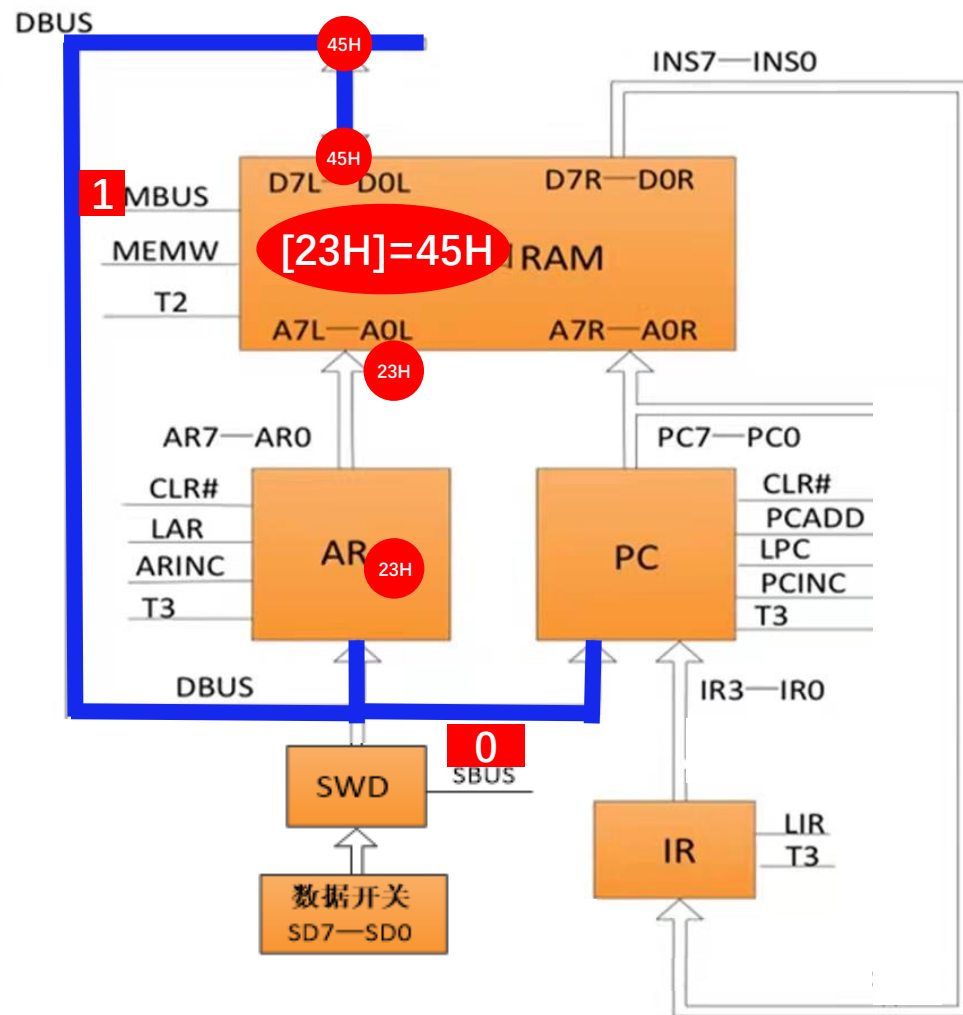 DBUS
45H
INS7—INS0
45H
D7L—D0L
D7R—D0R
1
MBUS
MEMW
[23H]=45H
RAM
T2
A7L—A0L
A7R—A0R
23H
AR7—AR0
PC7—PC0
CLR#
LAR
ARINC
T3
AR
23H
PC
CLR#
PCADD
LPC
PCINC
T3
DBUS
IR3—IR0
0
SBUS
SWD
IR
LIR
T3
数据开关
SD7—SD0